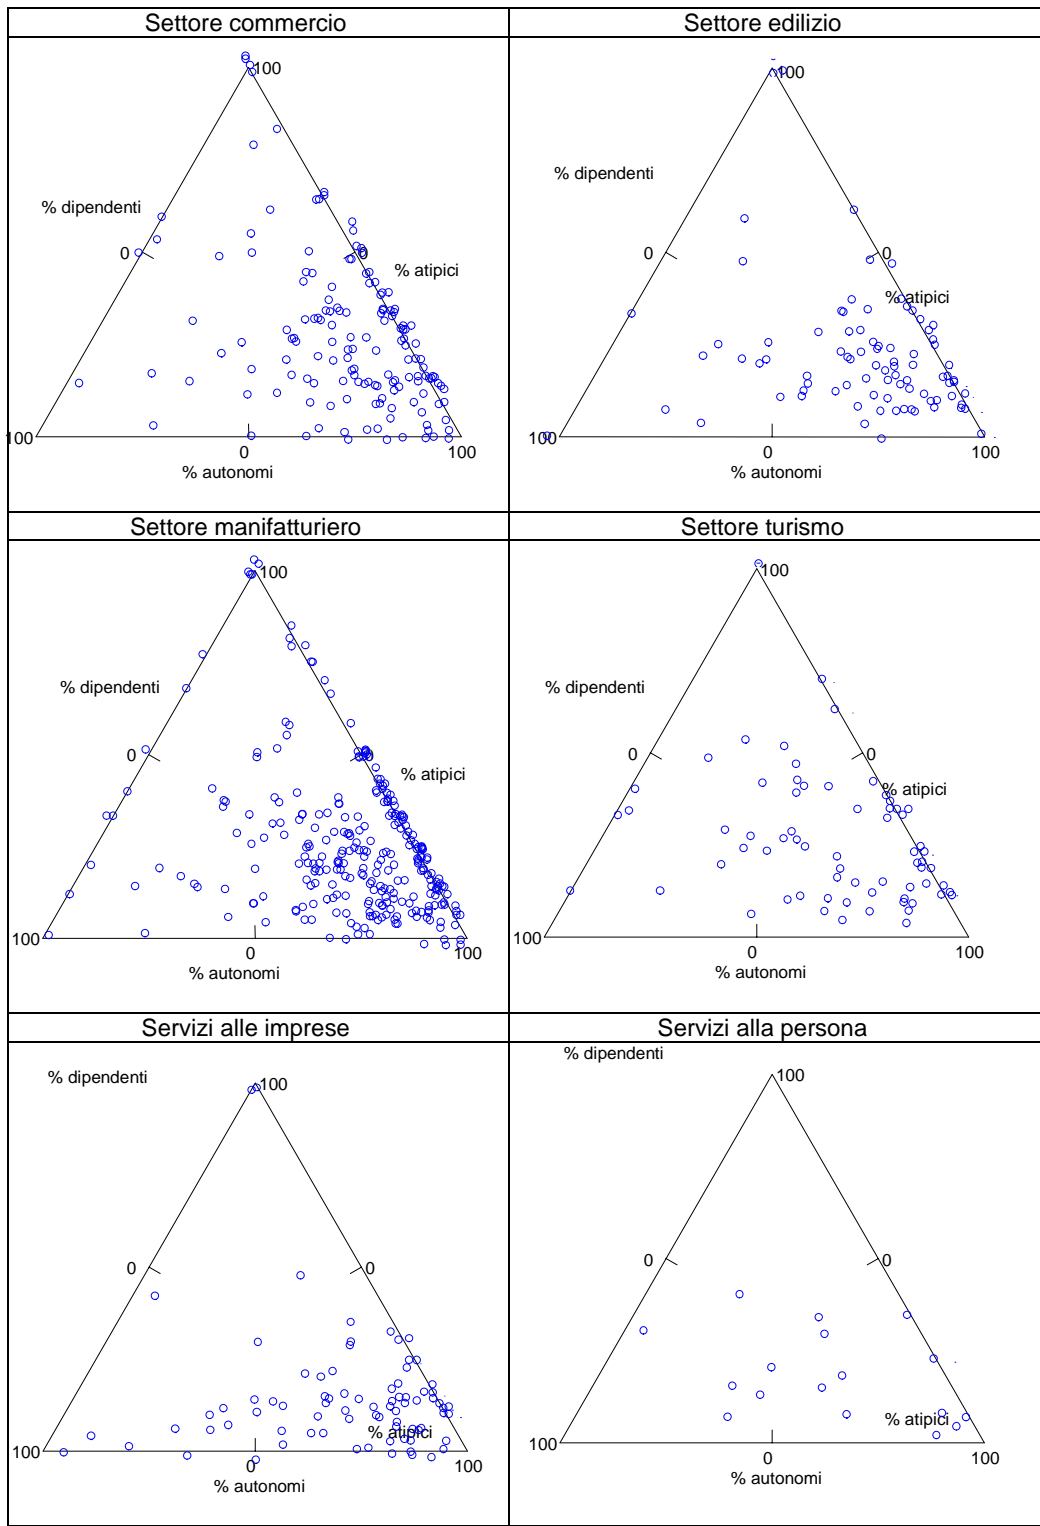 Settore commercio
Settore edilizio
100
% dipendenti
0
0
% atipici
100
0
100
% autonomi
100
% dipendenti
0
0
% atipici
100
0
100
% autonomi
Settore manifatturiero
Settore turismo
100
% dipendenti
0
0
% atipici
100
0
100
% autonomi
100
% dipendenti
0
0
% atipici
100
0
100
% autonomi
Servizi alle imprese
Servizi alla persona
% dipendenti
100
0
0
% atipici
100
0
100
% autonomi
% dipendenti
100
0
0
% atipici
100
0
100
% autonomi